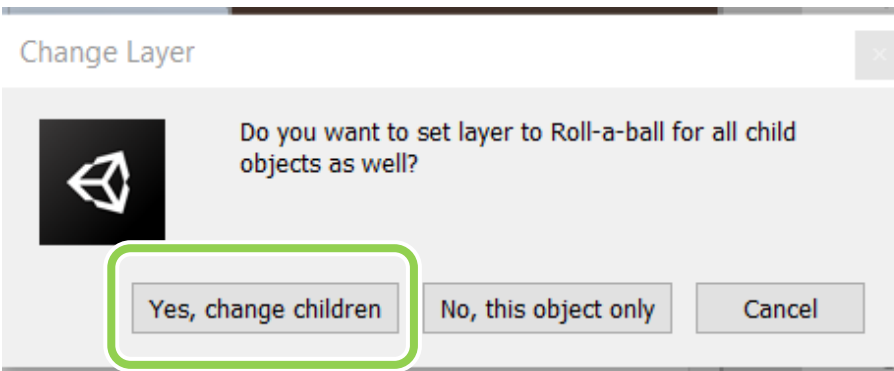 Change Layer
Do you want to set layer to Roll-a-ball for all child
objects as well?
Yes, change children
No, this object only
Cancel